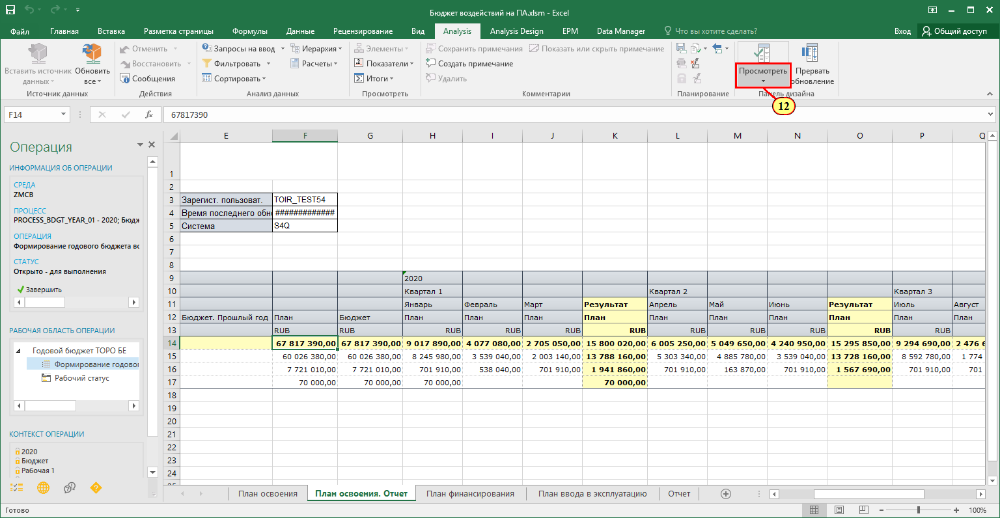 Бюджет воздействий на ПА.xlsm - Excel
Файл Главная Вставка Разметка страницы Формулы Данные Рецензирование Вид Analysis Analysis Design EPM Data Manager Что вы хотите сделать? Вход Общий доступ
Вставить источник данных
Обновить все
Источник данных
Отменить
Восстановить
Сообщения
Действия
Запросы на ввод
Фильтровать
Сортировать
Иерархия
Расчеты
Анализ данных
Элементы
Показатели
Итоги
Просмотреть
Сохранить примечания
Показать или скрыть примечание
Создать примечание
Удалить
Комментарии
Планирование
Просмотреть
Прервать
обновление
Панель дизайна
12
F14 fx 67817390
Операция
ИНФОРМАЦИЯ ОБ ОПЕРАЦИИ
СРЕДА
ZMCB
ПРОЦЕСС
PROCESS_BDGT_YEAR_01 - 2020; Бюдж
ОПЕРАЦИЯ
Формирование годового бюджета вс
СТАТУС
Открыто - для выполнения
Завершить
РАБОЧАЯ ОБЛАСТЬ ОПЕРАЦИИ
Годовой бюджет ТОРО БЕ
Формирование годово
Рабочий статус
КОНТЕКСТ ОПЕРАЦИИ
2020
Бюджет
Рабочая 1
E F G H I J K L M N O P Q
1
2
3 Зарегист. пользоват. TOIR_TEST54
4 Время последнего обн #############
5 Система S4Q
6
7
8
9 2020
10 Квартал 1 Квартал 2 Квартал 3
11 Январь Февраль Март Результат Апрель Май Июнь Результат Июль Август
12 Бюджет. Прошлый год План Бюджет План План План План План План План План План План
13 RUB RUB RUB RUB RUB RUB RUB RUB RUB RUB RUB
14 67 817 390,00 67 817 390,00 9 017 890,00 4 077 080,00 2 705 050,00 15 800 020,00 6 005 250,00 5 049 650,00 4 240 950,00 15 295 850,00 9 294 690,00 2 476 6
15 60 026 380,00 60 026 380,00 8 245 980,00 3 539 040,00 2 003 140,00 13 788 160,00 5 303 340,00 4 885 780,00 3 539 040,00 13 728 160,00 8 592 780,00 1 774
16 7 721 010,00 7 721 010,00 701 910,00 538 040,00 701 910,00 1 941 860,00 701 910,00 163 870,00 701 910,00 1 567 690,00 701 910,00 701
17 70 000,00 70 000,00 70 000,00 70 000,00
18
19
20
21
22
23
24
План освоения План освоения. Отчет План финансирования План ввода в эксплуатацию Отчет
Готово 100%